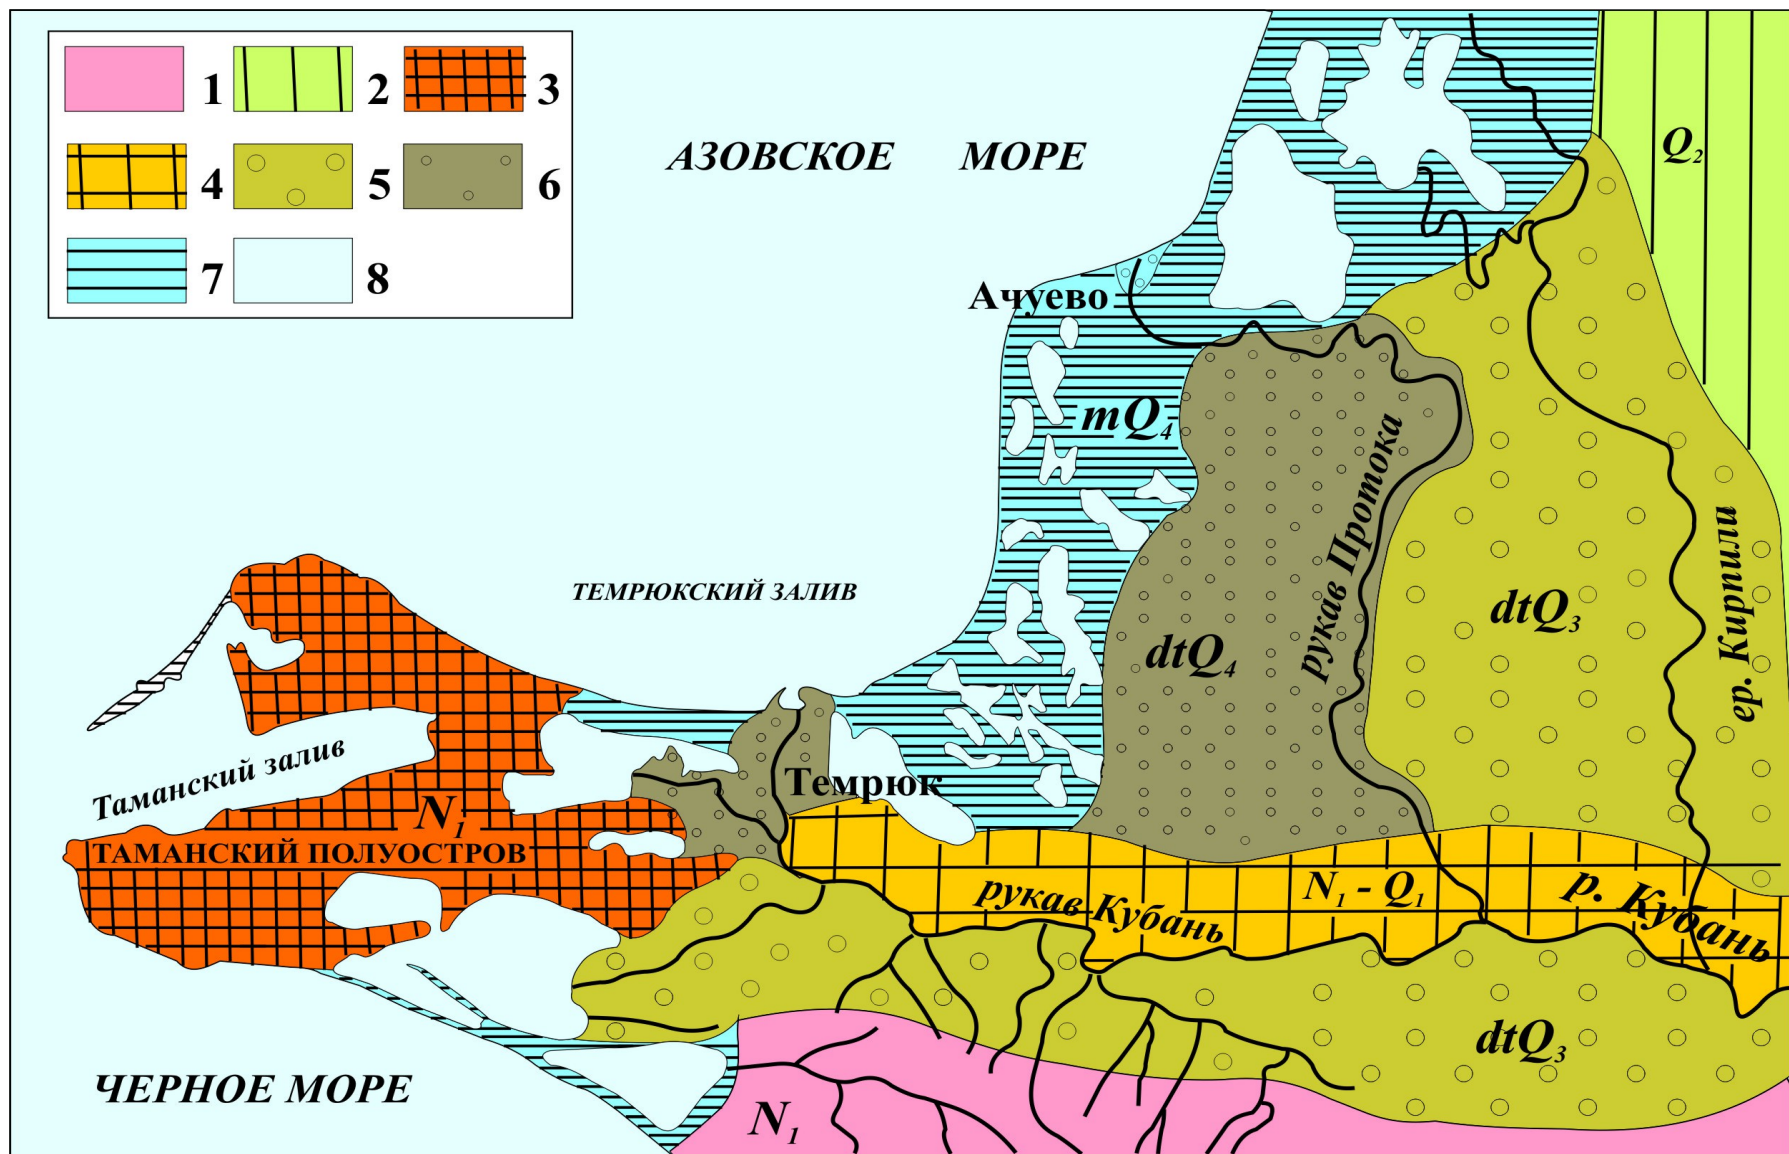 1 2 3
4 5 6
7 8
АЗОВСКОЕ МОРЕ
Q₂
Ачуево
mQ₄
рукав Протока
ер. Кирпили
ТЕМРЮКСКИЙ ЗАЛИВ
dtQ₃
dtQ₄
Таманский залив
Темрюк
N₁
ТАМАНСКИЙ ПОЛУОСТРОВ
рукав Кубань
N₁ - Q₁
р. Кубань
dtQ₃
ЧЕРНОЕ МОРЕ
N₁